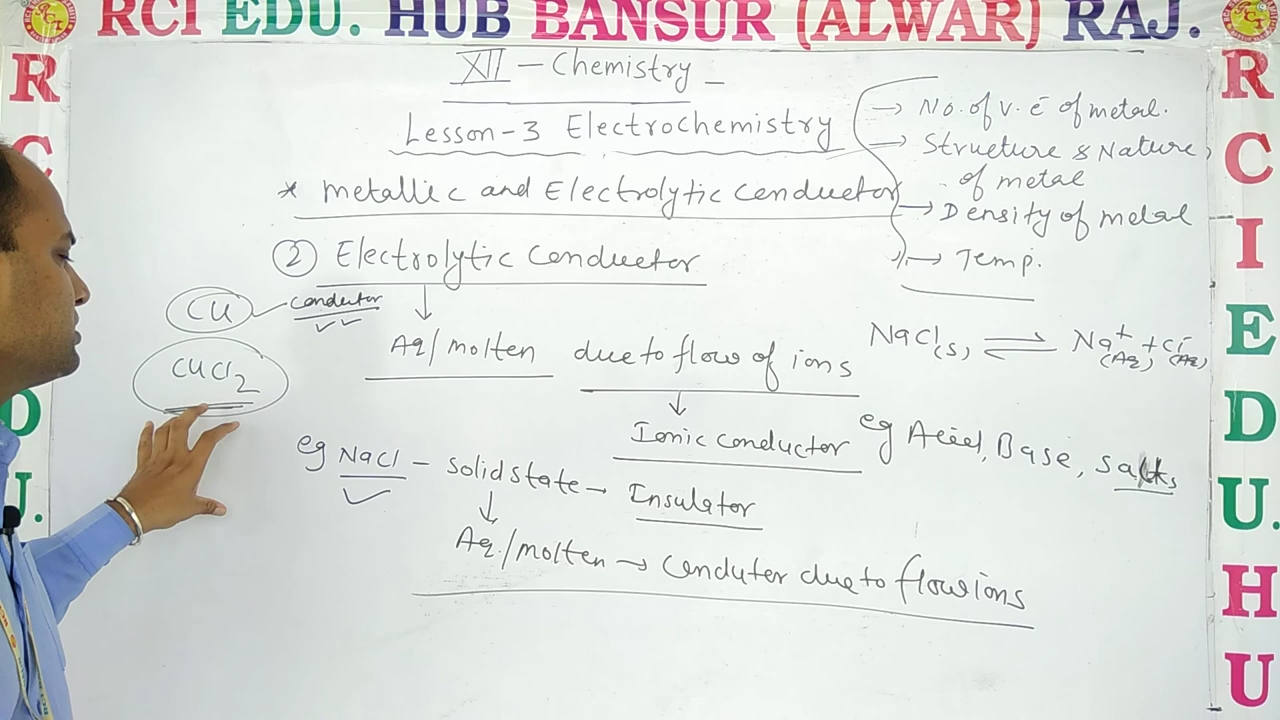 RCI EDU. HUB BANSUR (ALWAR) RAJ.
XII - Chemistry
Lesson-3 Electrochemistry
* metallic and Electrolytic Conductor
→ No. of v. e⁻ of metal.
→ Structure & Nature,
of metal
→ Density of metal
→ Temp.
② Electrolytic Conductor
Cu conductor
CuCl₂
Aq/molten due to flow of ions
Ionic conductor
NaCl(s) ⇌ Na⁺(Aq) + Cl⁻(Aq)
eg Acid, Base, Salts
eg NaCl - solid state → Insulator
Aq./molten → Conduter due to flow ions
R
C
D
U.
R
C
I
E
D
U.
H
U